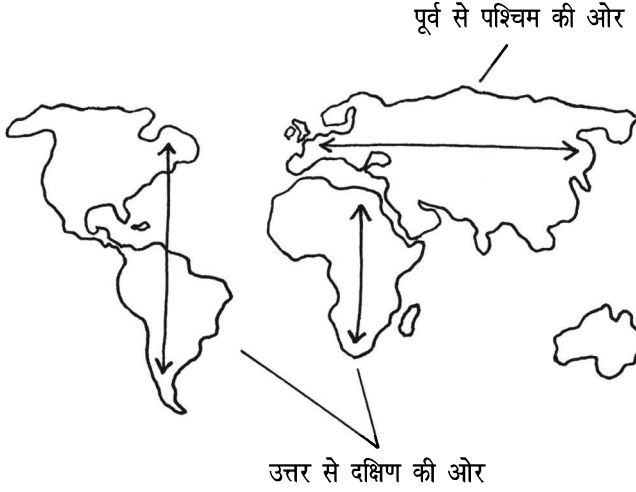 पूर्व से पश्चिम की ओर
उत्तर से दक्षिण की ओर